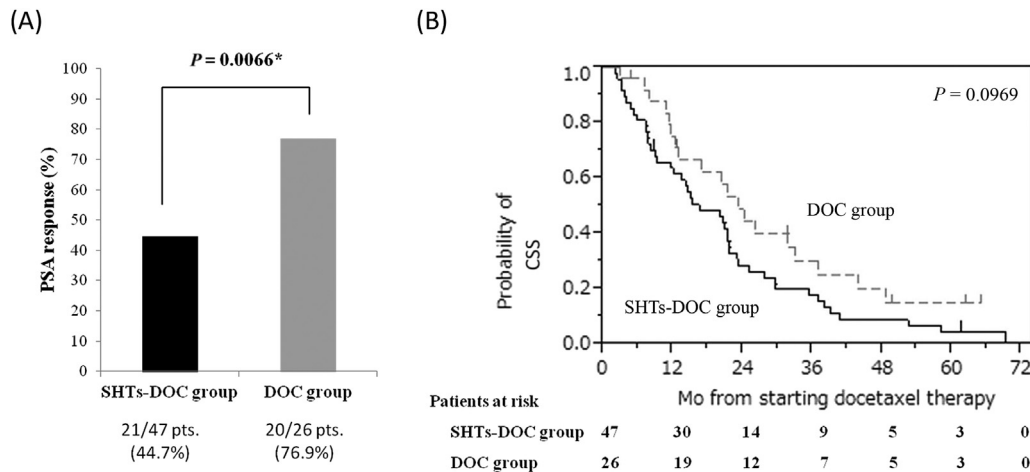 (A)
P = 0.0066*
100
90
80
70
60
50
40
30
20
10
0
PSA response (%)
SHTs-DOC group
DOC group
21/47 pts.
(44.7%)
20/26 pts.
(76.9%)
(B)
P = 0.0969
1.0
0.8
0.6
0.4
0.2
0.0
Probability of
CSS
DOC group
SHTs-DOC group
0 12 24 36 48 60 72
Mo from starting docetaxel therapy
Patients at risk
SHTs-DOC group 47 30 14 9 5 3 0
DOC group 26 19 12 7 5 3 0